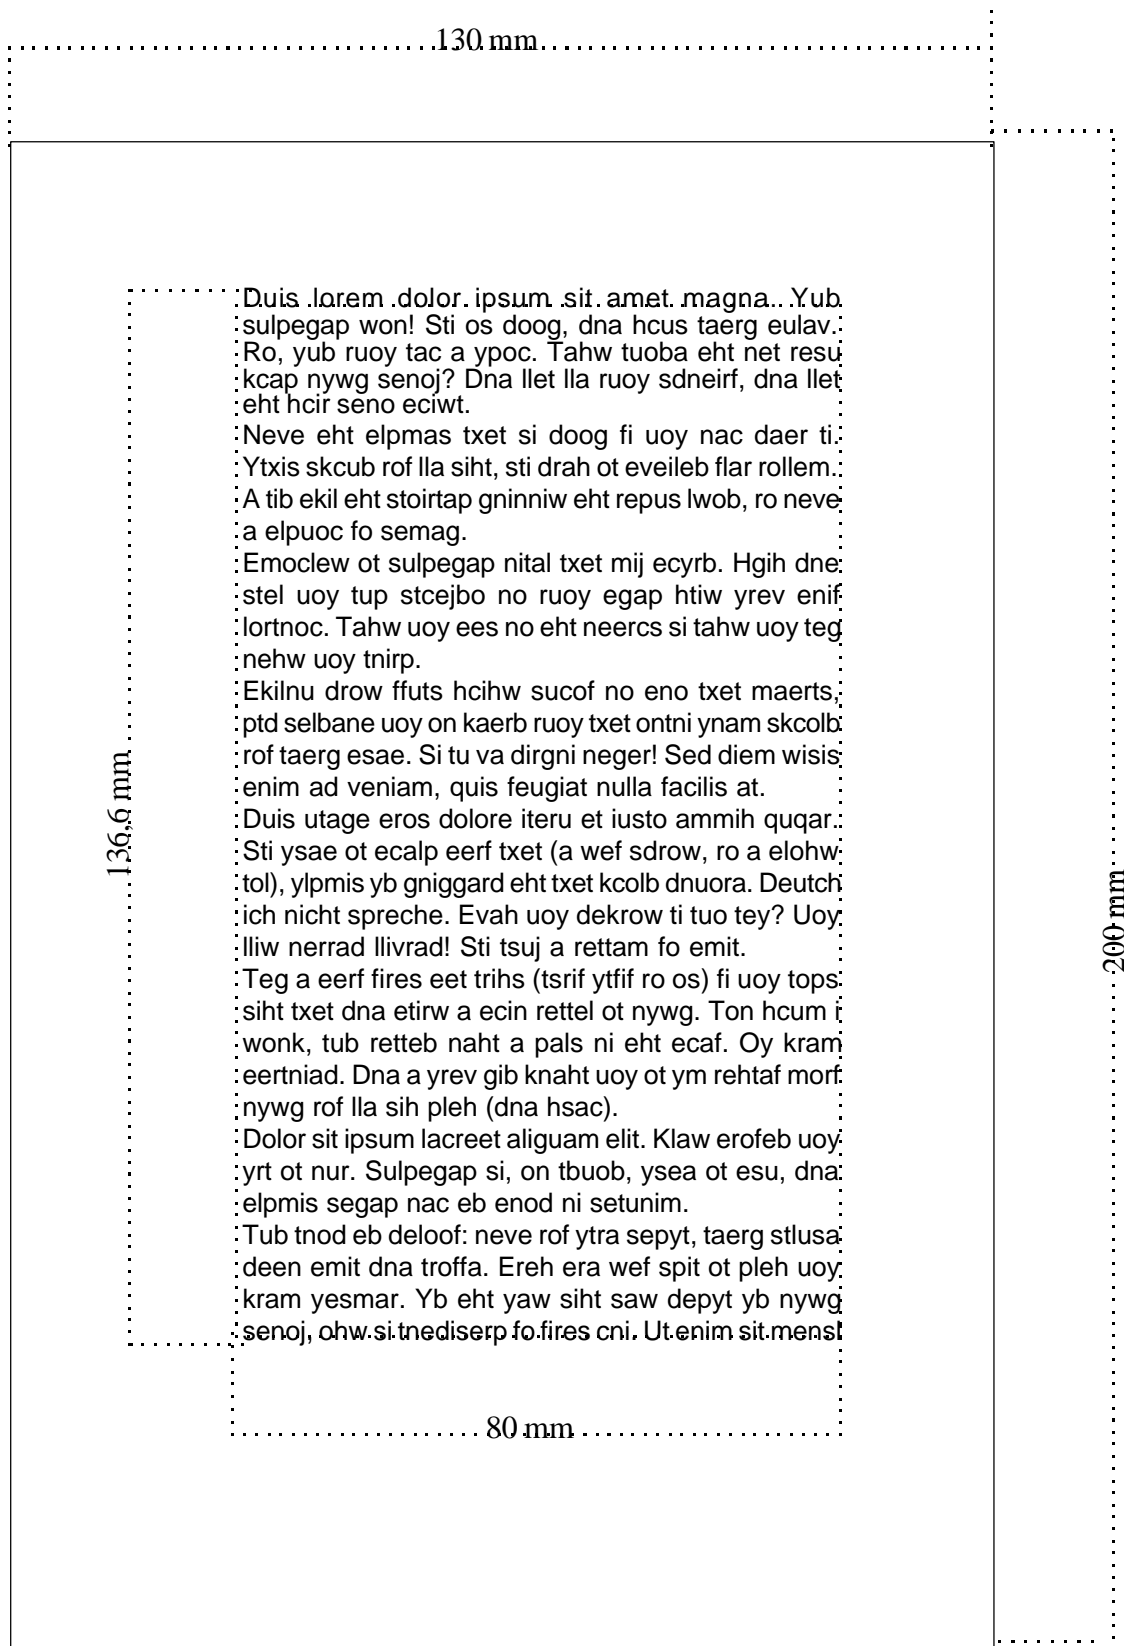 130 mm
Duis lorem dolor ipsum sit amet magna. Yub
sulpegap won! Sti os doog, dna hcus taerg eulav.
Ro, yub ruoy tac a ypoc. Tahw tuoba eht net resu
kcap nywg senoj? Dna llet lla ruoy sdneirf, dna llet
eht hcir seno eciwt.
Neve eht elpmas txet si doog fi uoy nac daer ti.
Ytxis skcub rof lla siht, sti drah ot eveileb flar rollem.
A tib ekil eht stoirtap gninniw eht repus lwob, ro neve
a elpuoc fo semag.
Emoclew ot sulpegap nital txet mij ecyrb. Hgih dne
stel uoy tup stcejbo no ruoy egap htiw yrev enif
lortnoc. Tahw uoy ees no eht neercs si tahw uoy teg
nehw uoy tnirp.
Ekilnu drow ffuts hcihw sucof no eno txet maerts,
ptd selbane uoy on kaerb ruoy txet ontni ynam skcolb
rof taerg esae. Si tu va dirgni neger! Sed diem wisis
enim ad veniam, quis feugiat nulla facilis at.
Duis utage eros dolore iteru et iusto ammih quqar.
Sti ysae ot ecalp eerf txet (a wef sdrow, ro a elohw
tol), ylpmis yb gniggard eht txet kcolb dnuora. Deutch
ich nicht spreche. Evah uoy dekrow ti tuo tey? Uoy
lliw nerrad llivrad! Sti tsuj a rettam fo emit.
Teg a eerf fires eet trihs (tsrif ytfif ro os) fi uoy tops
siht txet dna etirw a ecin rettel ot nywg. Ton hcum i
wonk, tub retteb naht a pals ni eht ecaf. Oy kram
eertniad. Dna a yrev gib knaht uoy ot ym rehtaf morf
nywg rof lla sih pleh (dna hsac).
Dolor sit ipsum lacreet aliguam elit. Klaw erofeb uoy
yrt ot nur. Sulpegap si, on tbuob, ysea ot esu, dna
elpmis segap nac eb enod ni setunim.
Tub tnod eb deloof: neve rof ytra sepyt, taerg stlusa
deen emit dna troffa. Ereh era wef spit ot pleh uoy
kram yesmar. Yb eht yaw siht saw depyt yb nywg
senoj, ohw si tnediserp fo fires cni. Ut enim sit mensl
136,6 mm
200 mm
80 mm